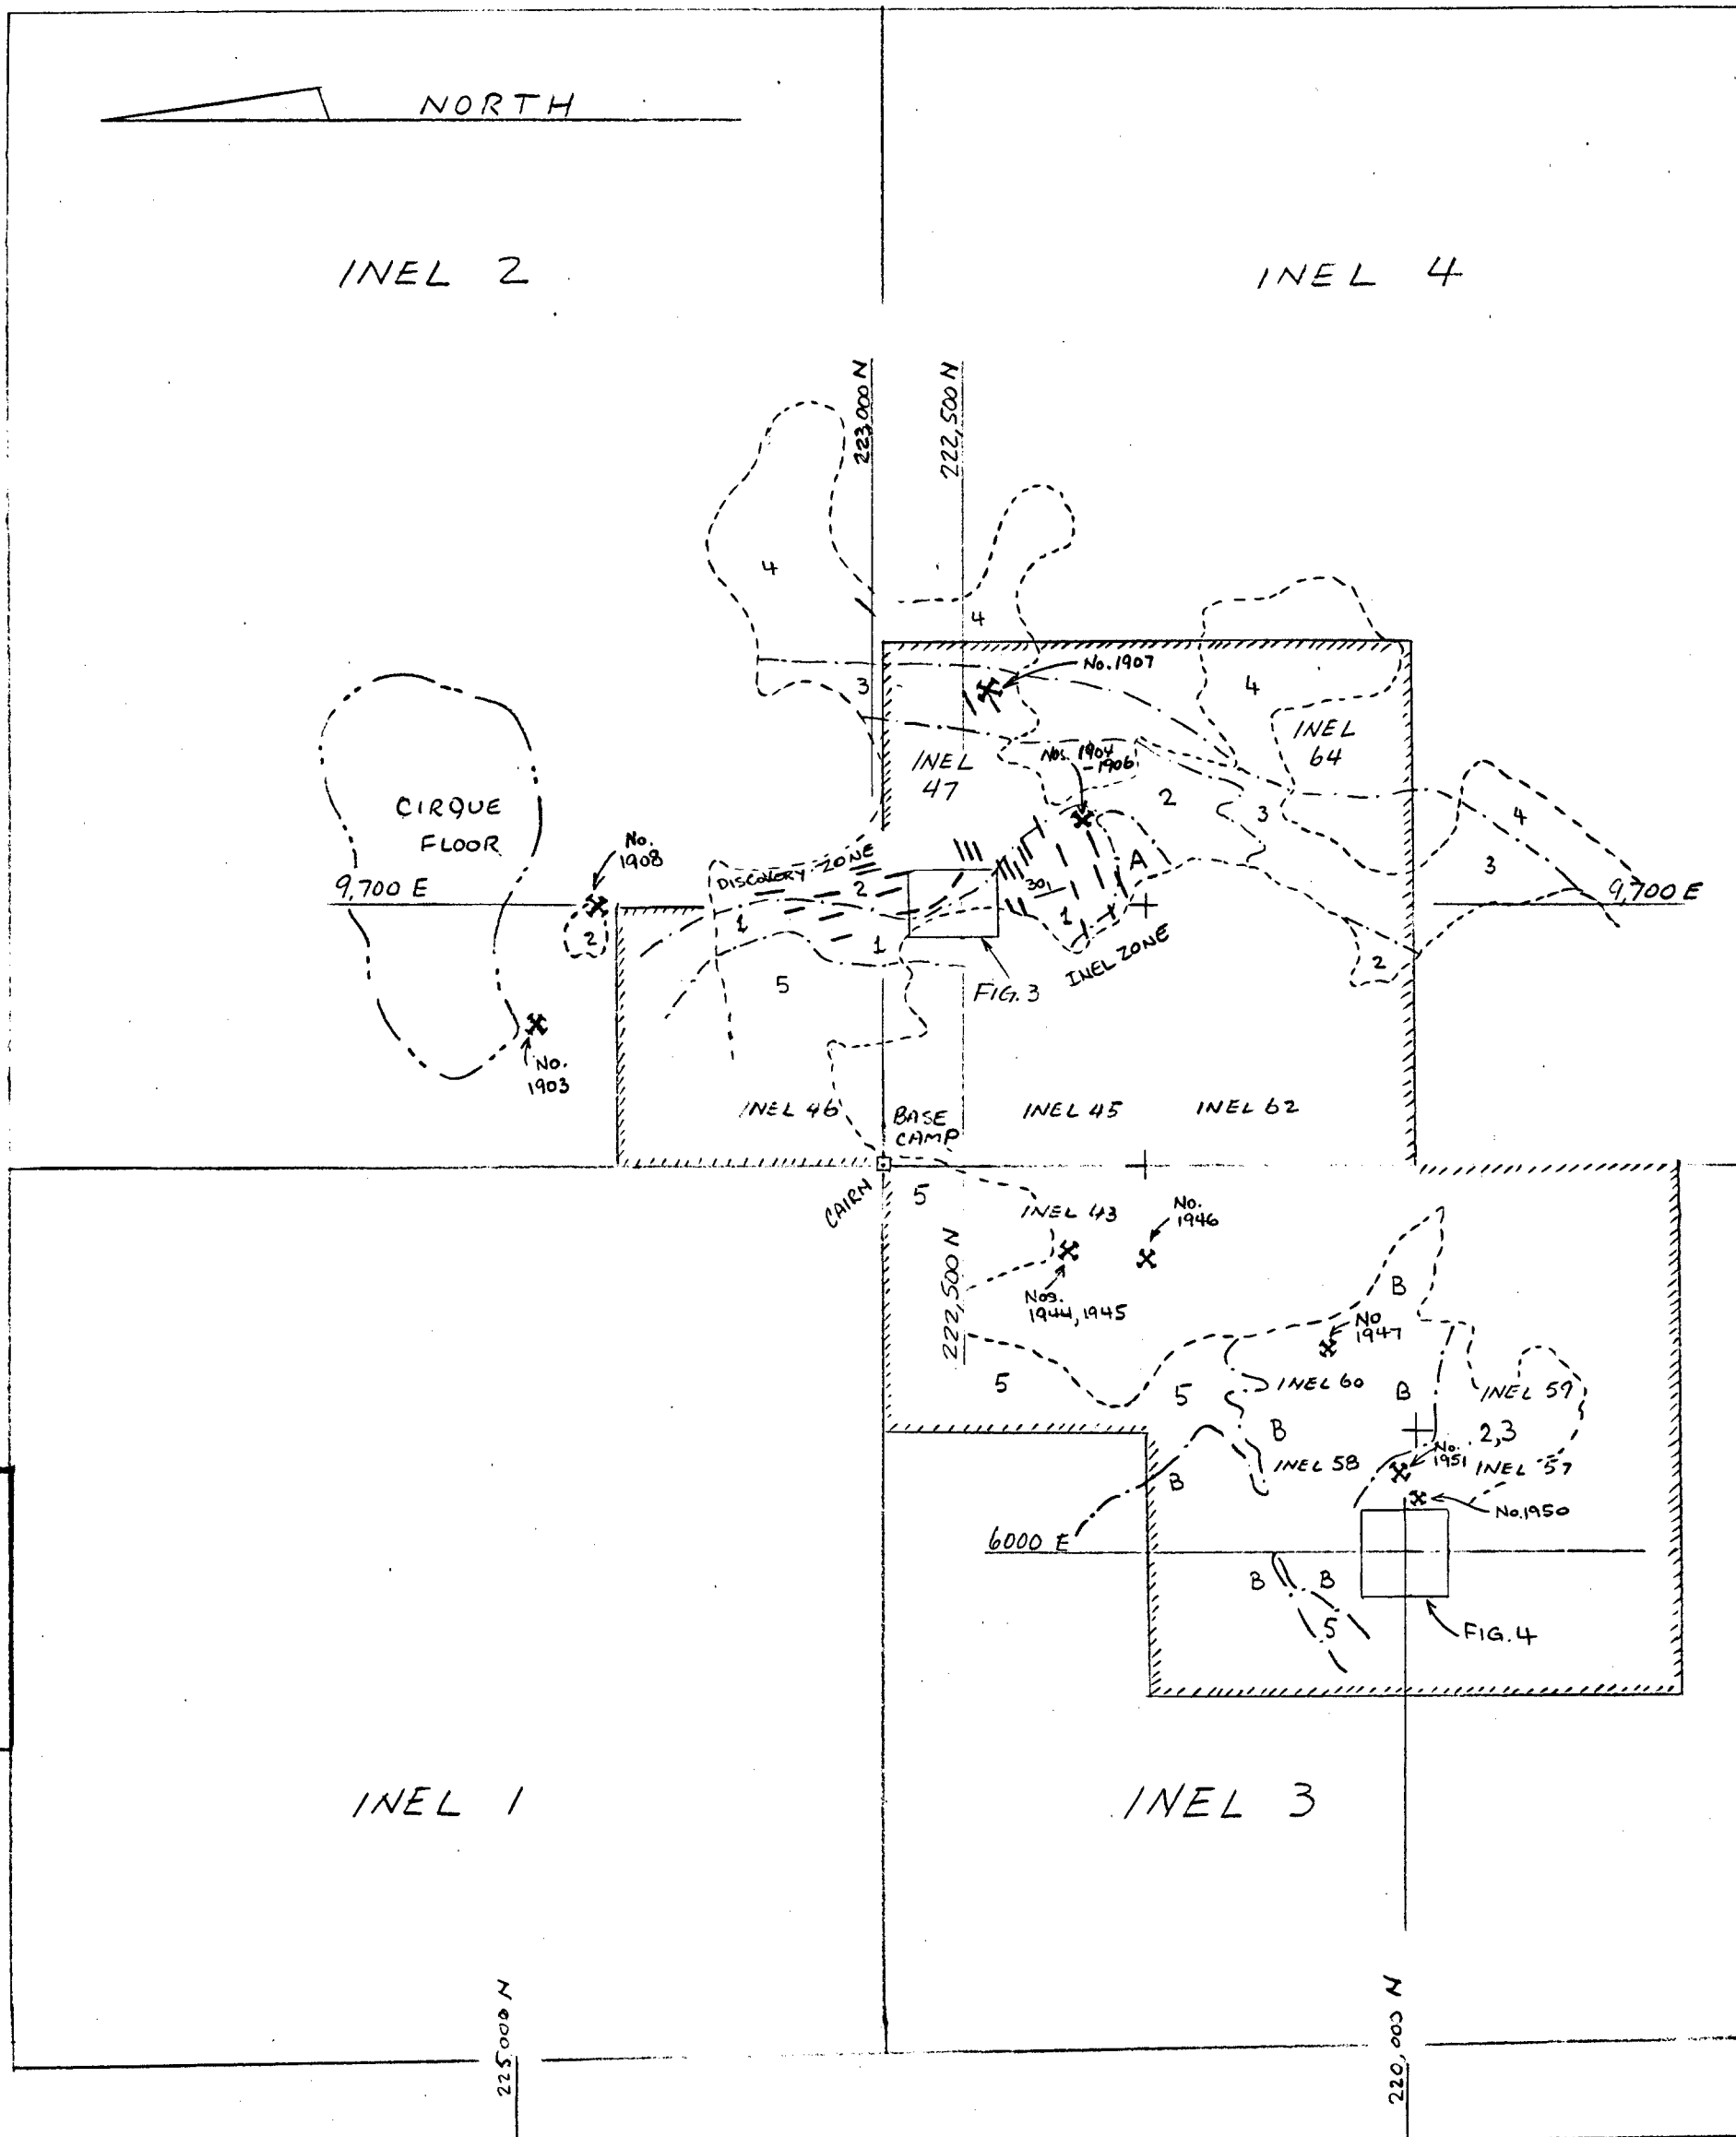 NORTH
INEL 2
INEL 4
223,000 N
222,500 N
4
4
No. 1907
3
4
INEL
64
INEL
47
Nos. 1904
-1906
2
3
4
3
CIRQUE
FLOOR
No.
1908
DISCOVERY ZONE
2
A
301
9,700 E
9,700 E
2
1
1
1
INEL ZONE
2
5
FIG. 3
No.
1903
INEL 46
BASE
CAMP
INEL 45
INEL 62
CAIRN
5
INEL 43
No.
1946
222,500 N
Nos.
1944, 1945
B
No
1947
5
5
INEL 60
B
INEL 59
B
2,3
INEL 58
No.
1951
INEL 57
B
No. 1950
6000 E
B
B
5
FIG. 4
INEL 1
INEL 3
225000 N
220,000 N